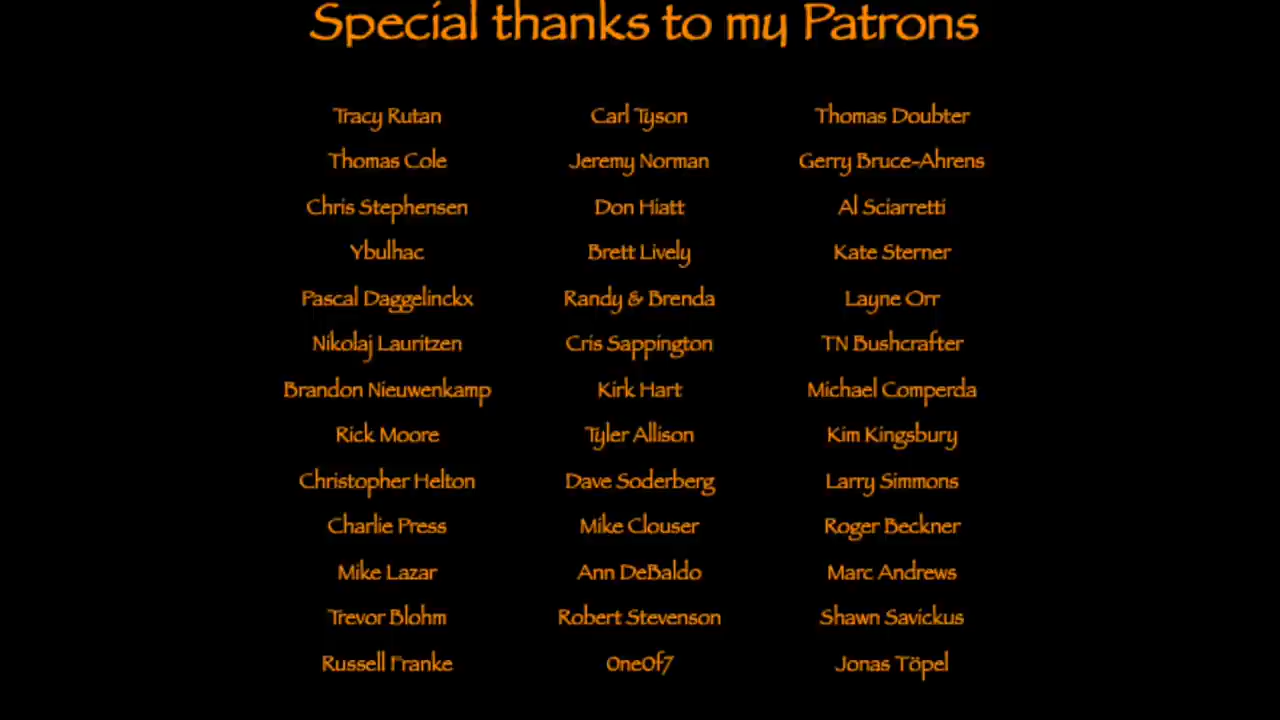 Special thanks to my Patrons
Tracy Rutan Carl Tyson Thomas Doubter
Thomas Cole Jeremy Norman Gerry Bruce-Ahrens
Chris Stephensen Don Hiatt Al Sciarretti
Ybulhac Brett Lively Kate Sterner
Pascal Daggelinckx Randy & Brenda Layne Orr
Nikolaj Lauritzen Cris Sappington TN Bushcrafter
Brandon Nieuwenkamp Kirk Hart Michael Comperda
Rick Moore Tyler Allison Kim Kingsbury
Christopher Helton Dave Soderberg Larry Simmons
Charlie Press Mike Clouser Roger Beckner
Mike Lazar Ann DeBaldo Marc Andrews
Trevor Blohm Robert Stevenson Shawn Savickus
Russell Franke 0ne0f7 Jonas Töpel